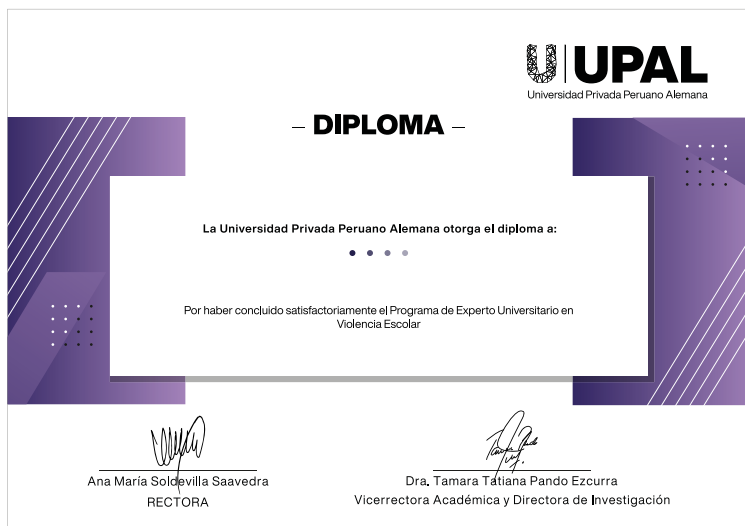 UPAL
Universidad Privada Peruano Alemana
– DIPLOMA –
La Universidad Privada Peruano Alemana otorga el diploma a:
Por haber concluido satisfactoriamente el Programa de Experto Universitario en
Violencia Escolar
Ana María Soldevilla Saavedra
RECTORA
Dra. Tamara Tatiana Pando Ezcurra
Vicerrectora Académica y Directora de Investigación